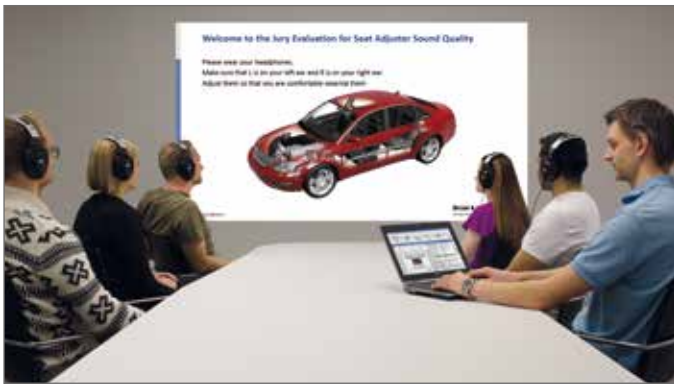 Welcome to the Jury Evaluation for Seat Adjuster Sound Quality
Please wear your headphones.
Make sure that L is on your left ear and R is on your right ear
Adjust them so that you are comfortable wearing them